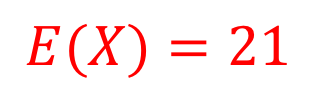 E(X) = 21